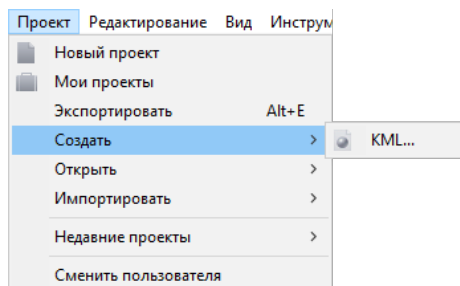 Проект Редактирование Вид Инструм
Новый проект
Мои проекты
Экспортировать Alt+E
Создать > KML...
Открыть >
Импортировать >
Недавние проекты >
Сменить пользователя